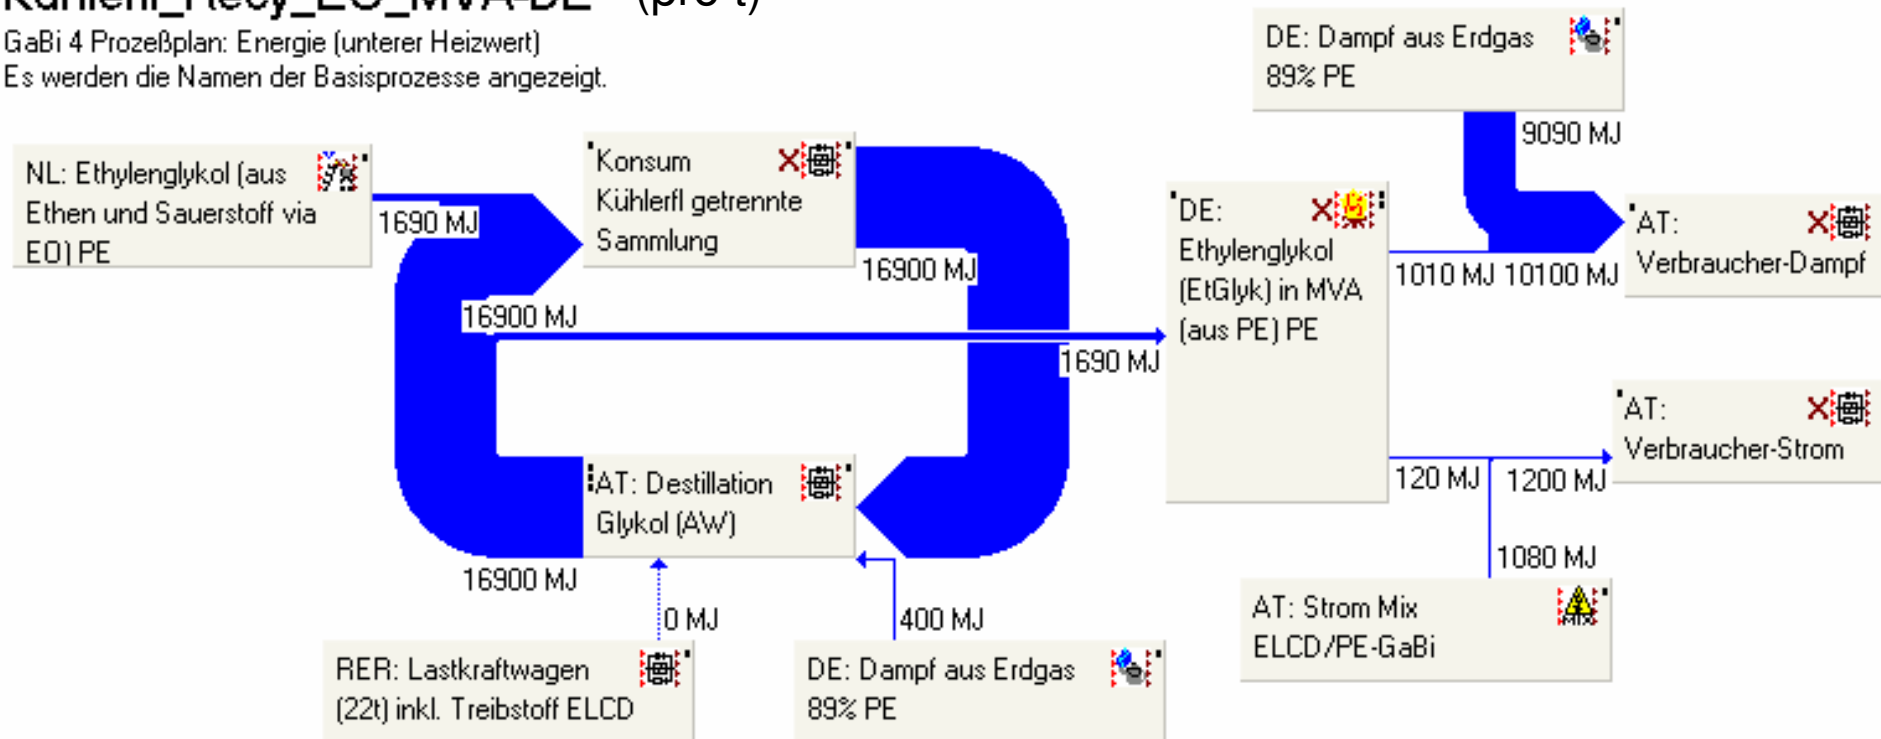 (pro t)
GaBi 4 Prozeßplan: Energie (unterer Heizwert)
Es werden die Namen der Basisprozesse angezeigt.
DE: Dampf aus Erdgas
89% PE
9090 MJ
NL: Ethylenglykol (aus
Ethen und Sauerstoff via
EO) PE
1690 MJ
Konsum
Kühlerfl getrennte
Sammlung
16900 MJ
16900 MJ
1690 MJ
DE:
Ethylenglykol
(EtGlyk) in MVA
(aus PE) PE
1010 MJ
10100 MJ
AT:
Verbraucher-Dampf
AT:
Verbraucher-Strom
120 MJ
1200 MJ
1080 MJ
AT: Strom Mix
ELCD/PE-GaBi
MIX
AT: Destillation
Glykol (AW)
16900 MJ
0 MJ
400 MJ
RER: Lastkraftwagen
(22t) inkl. Treibstoff ELCD
DE: Dampf aus Erdgas
89% PE